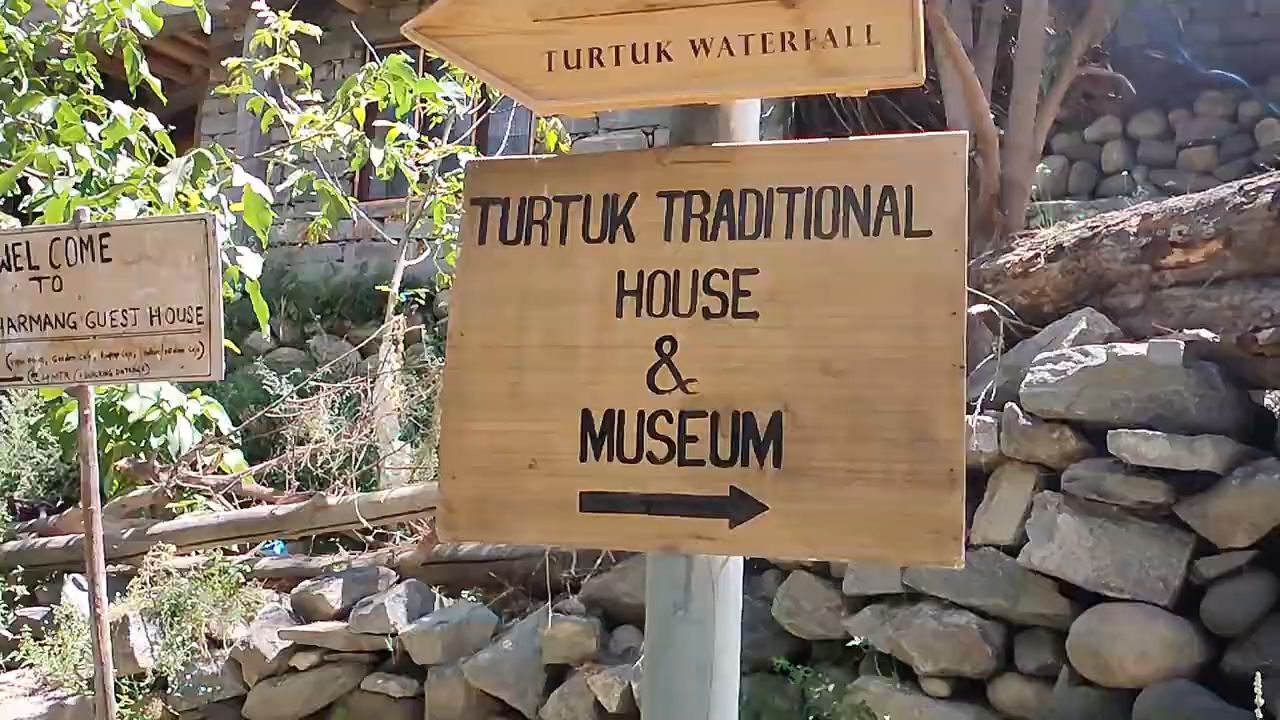 TURTUK WATERFALL
TURTUK TRADITIONAL
HOUSE
&
MUSEUM
WEL COME
TO
HARMANG GUEST HOUSE